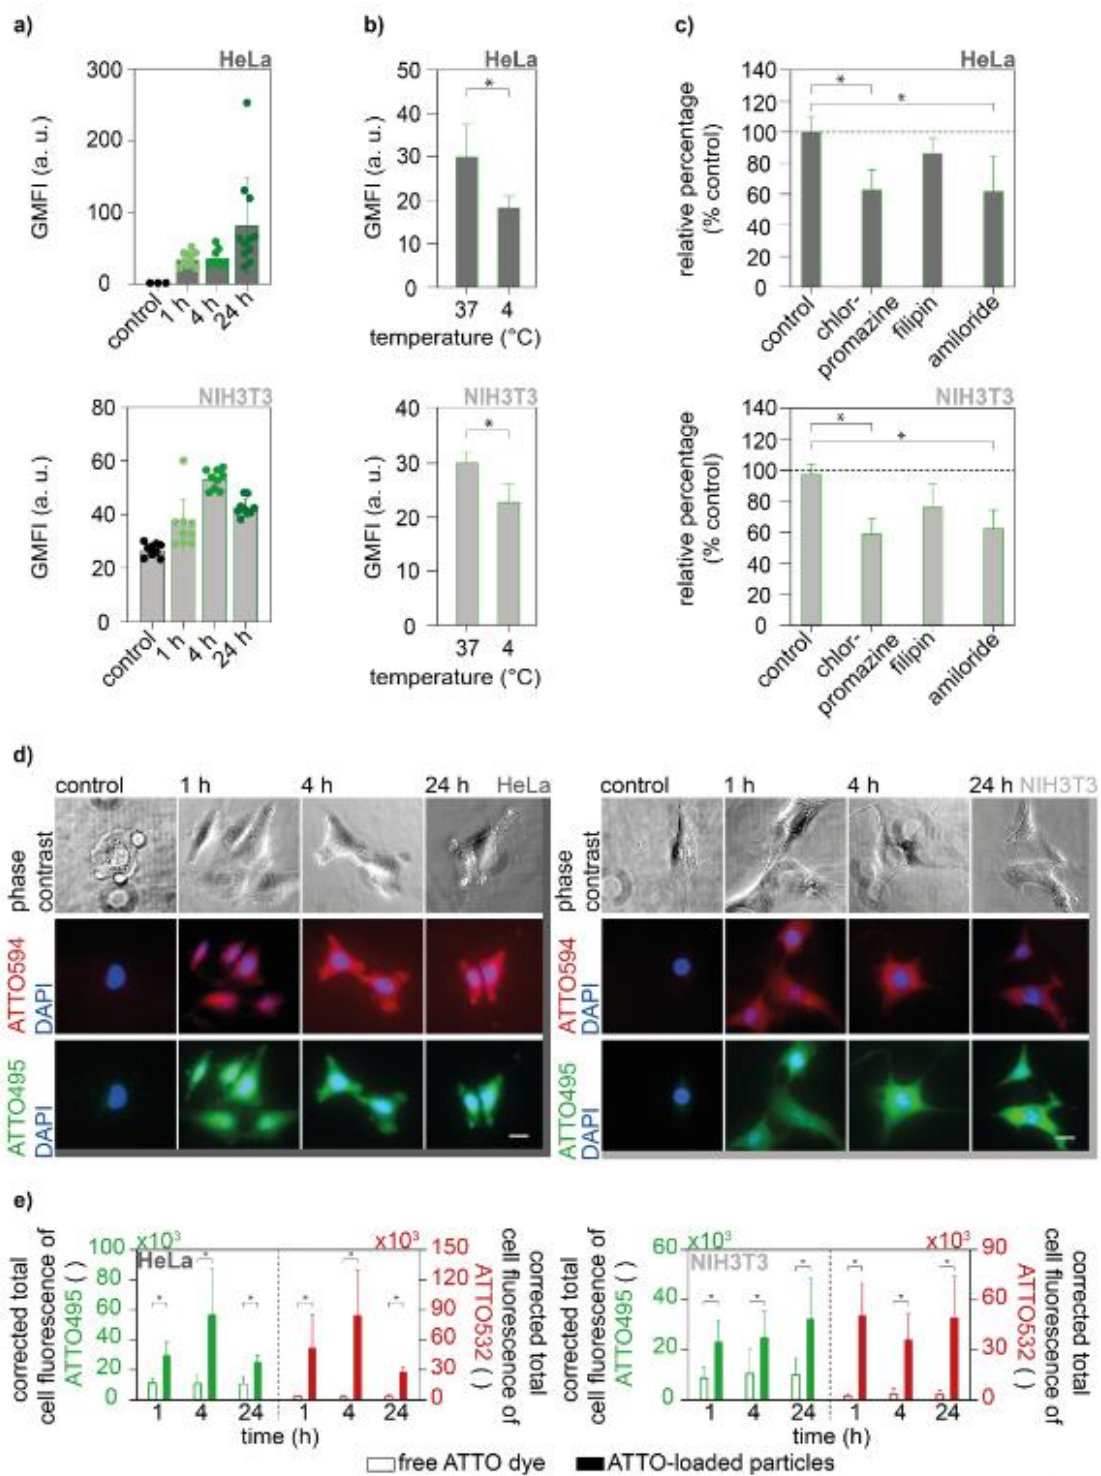 a)
HeLa
GMFI (a. u.)
300
200
100
0
control
1 h
4 h
24 h
NIH3T3
GMFI (a. u.)
80
60
40
20
0
control
1 h
4 h
24 h
b)
HeLa
GMFI (a. u.)
50
40
30
20
10
0
*
37 4
temperature (°C)
NIH3T3
GMFI (a. u.)
40
30
20
10
0
*
37 4
temperature (°C)
c)
HeLa
relative percentage
(% control)
140
120
100
80
60
40
20
0
*
*
control
chlor-
promazine
filipin
amiloride
NIH3T3
relative percentage
(% control)
140
120
100
80
60
40
20
0
*
*
control
chlor-
promazine
filipin
amiloride
d)
control 1 h 4 h 24 h HeLa
phase
contrast
ATTO594
DAPI
ATTO495
DAPI
control 1 h 4 h 24 h NIH3T3
phase
contrast
ATTO594
DAPI
ATTO495
DAPI
e)
corrected total
cell fluorescence of
ATTO495 ( )
x10³
100
80
60
40
20
0
HeLa
* * * * * *
1 4 24 1 4 24
time (h)
x10³
150
120
90
60
30
0
corrected total
cell fluorescence of
ATTO532 ( )
corrected total
cell fluorescence of
ATTO495 ( )
x10³
60
40
20
0
NIH3T3
* * * * * *
1 4 24 1 4 24
time (h)
x10³
90
60
30
0
corrected total
cell fluorescence of
ATTO532 ( )
free ATTO dye ATTO-loaded particles